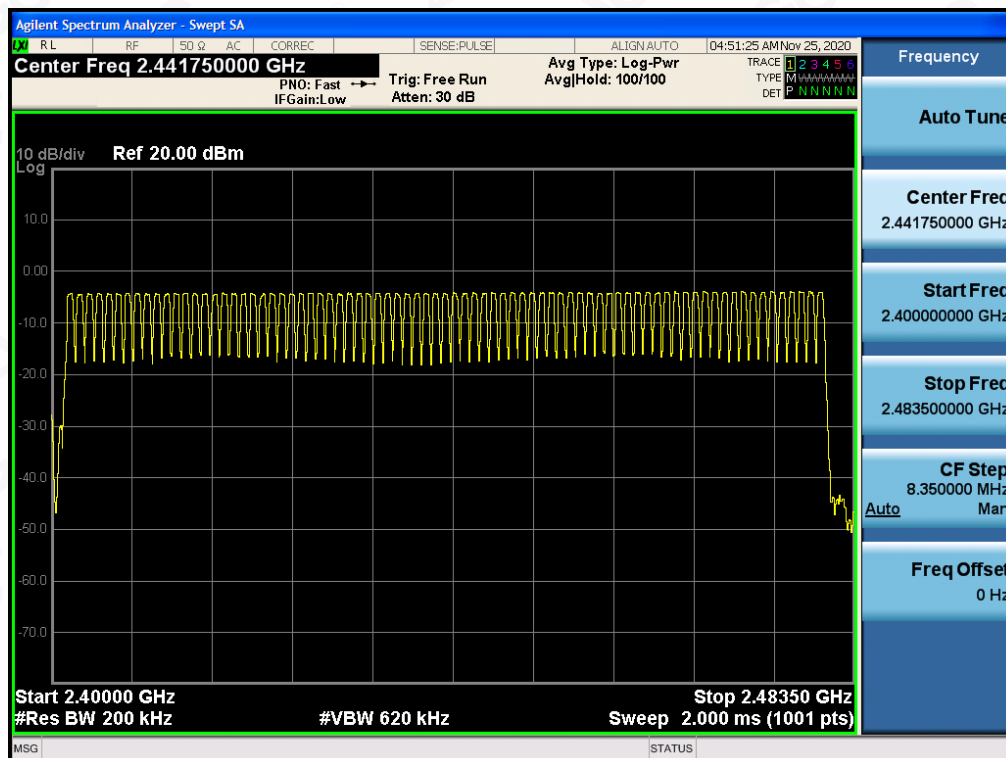 Agilent Spectrum Analyzer - Swept SA
LXI RL RF 50 Ω AC CORREC SENSE:PULSE ALIGN AUTO 04:51:25 AM Nov 25, 2020
Center Freq 2.441750000 GHz
PNO: Fast
IFGain:Low
Trig: Free Run
Atten: 30 dB
Avg Type: Log-Pwr
Avg|Hold: 100/100
TRACE 1 2 3 4 5 6
TYPE M WWWWW
DET P N N N N N
10 dB/div Ref 20.00 dBm
Log
10.0
0.00
-10.0
-20.0
-30.0
-40.0
-50.0
-60.0
-70.0
Start 2.40000 GHz Stop 2.48350 GHz
#Res BW 200 kHz #VBW 620 kHz Sweep 2.000 ms (1001 pts)
MSG STATUS
Frequency
Auto Tune
Center Freq
2.441750000 GHz
Start Freq
2.400000000 GHz
Stop Freq
2.483500000 GHz
CF Step
8.350000 MHz
Auto Man
Freq Offset
0 Hz